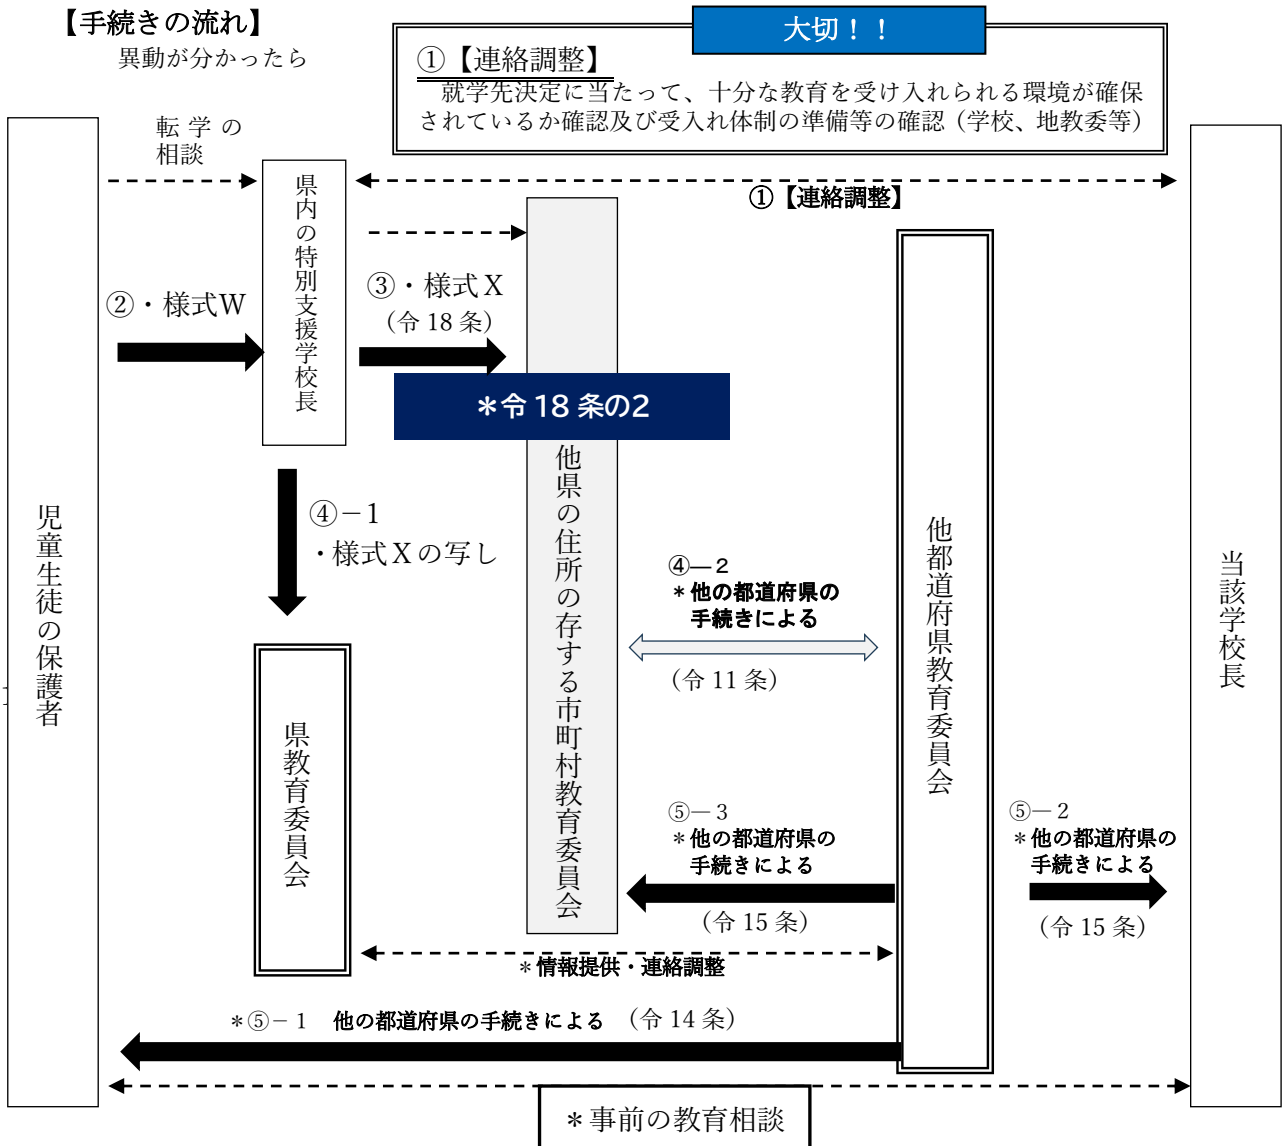 【手続きの流れ】
異動が分かったら
大切！！
①【連絡調整】
就学先決定に当たって、十分な教育を受け入れられる環境が確保
されているか確認及び受入れ体制の準備等の確認（学校、地教委等）
転学の
相談
①【連絡調整】
県内の特別支援学校長
②・様式W
③・様式X
（令 18 条）
＊令 18 条の2
④－1
・様式Xの写し
児童生徒の保護者
県教育委員会
他県の住所の存する市町村教育委員会
④―2
＊他の都道府県の
手続きによる
（令 11 条）
他都道府県教育委員会
当該学校長
⑤－3
＊他の都道府県の
手続きによる
（令 15 条）
⑤－2
＊他の都道府県の
手続きによる
（令 15 条）
＊情報提供・連絡調整
＊⑤－1　他の都道府県の手続きによる　（令 14 条）
＊事前の教育相談